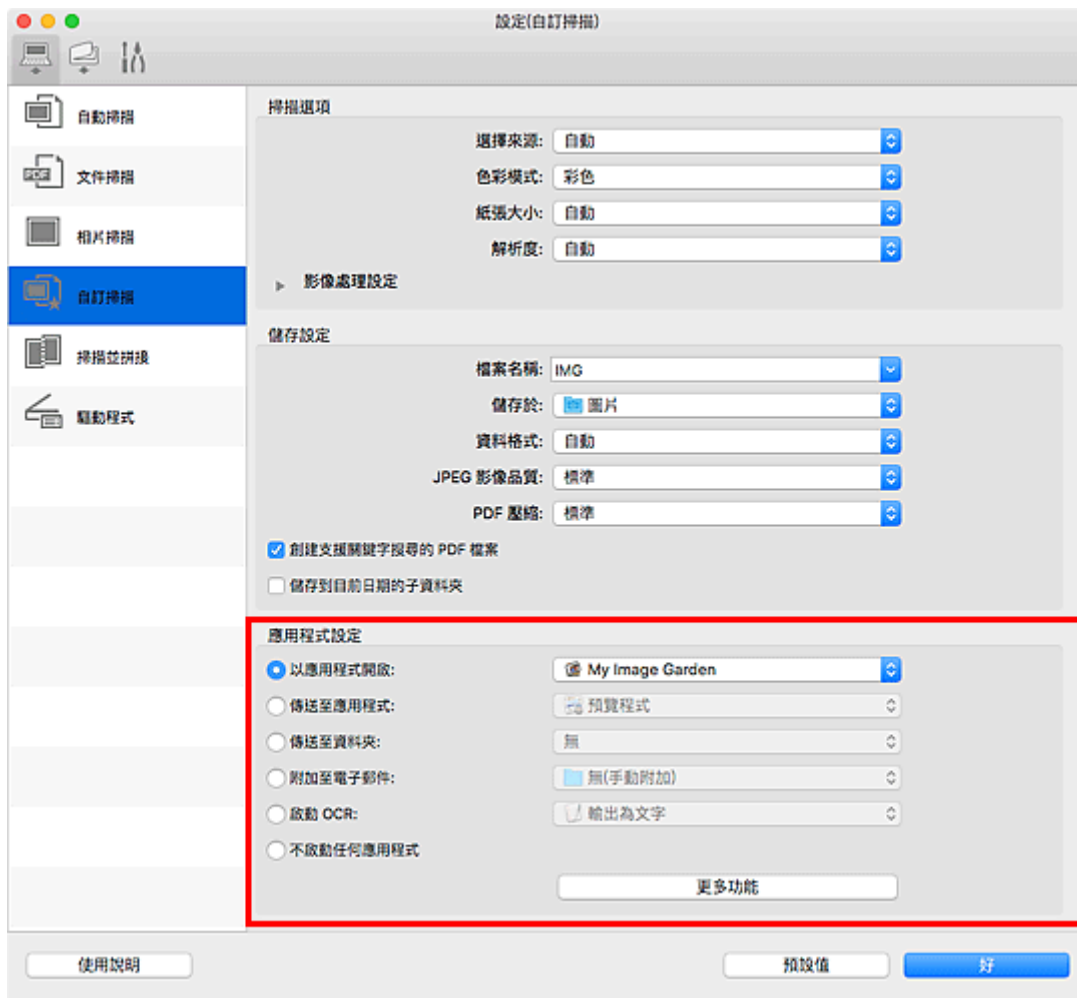 設定(自訂掃描)
自動掃描
PDF
文件掃描
相片掃描
自訂掃描
掃描並拼接
驅動程式
掃描選項
選擇來源: 自動
色彩模式: 彩色
紙張大小: 自動
解析度: 自動
影像處理設定
儲存設定
檔案名稱: IMG
儲存於: 圖片
資料格式: 自動
JPEG 影像品質: 標準
PDF 壓縮: 標準
創建支援關鍵字搜尋的 PDF 檔案
儲存到目前日期的子資料夾
應用程式設定
以應用程式開啟: My Image Garden
傳送至應用程式: 預覽程式
傳送至資料夾: 無
附加至電子郵件: 無(手動附加)
啟動 OCR: 輸出為文字
不啟動任何應用程式
更多功能
使用說明
預設值
好